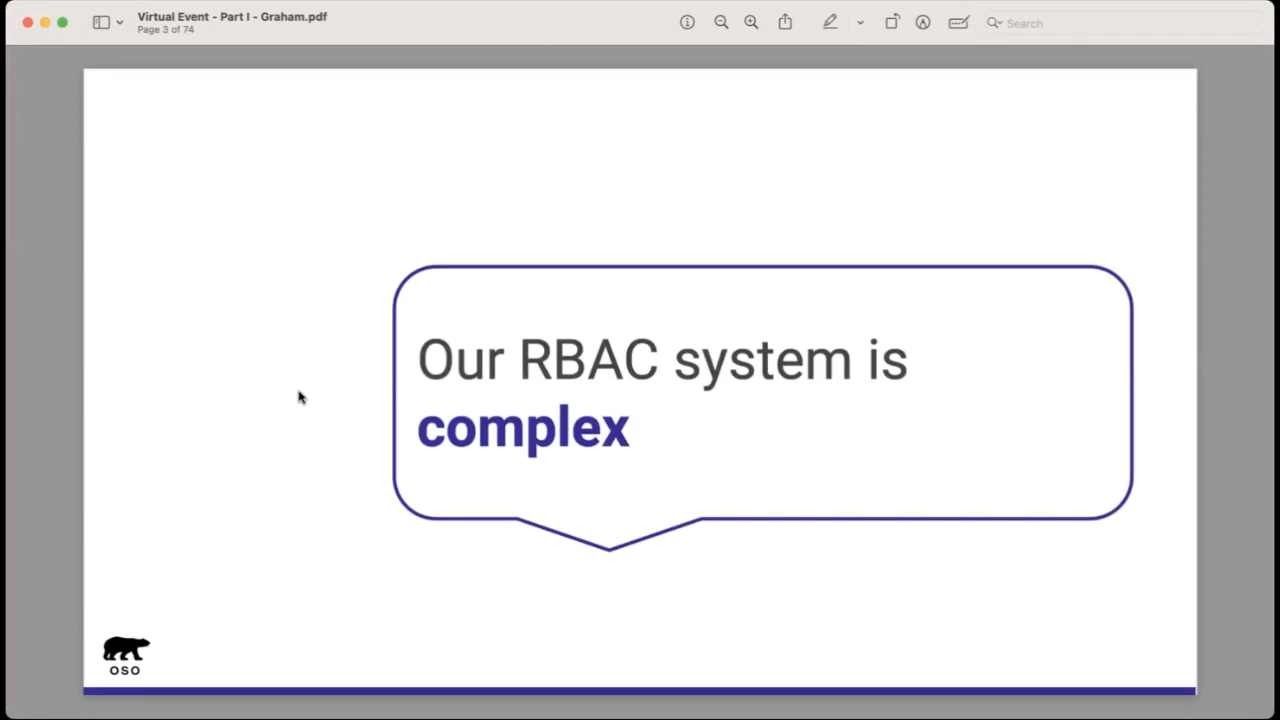 Virtual Event - Part I - Graham.pdf
Page 3 of 74
Search
Our RBAC system is
complex
OSO